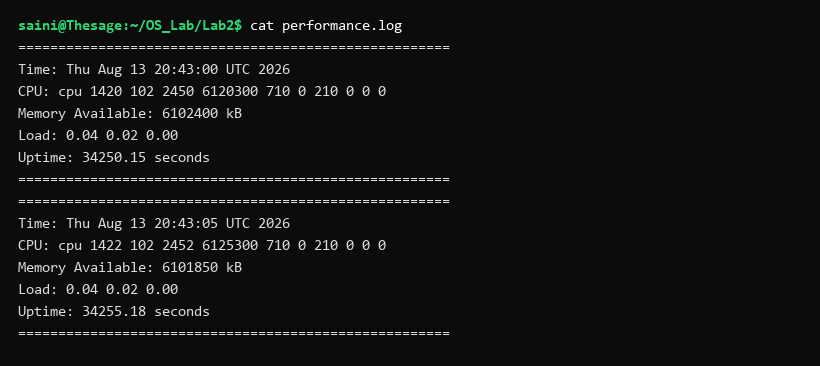 saini@Thesage:~/OS_Lab/Lab2$ cat performance.log
======================================================
Time: Thu Aug 13 20:43:00 UTC 2026
CPU: cpu 1420 102 2450 6120300 710 0 210 0 0 0
Memory Available: 6102400 kB
Load: 0.04 0.02 0.00
Uptime: 34250.15 seconds
======================================================
======================================================
Time: Thu Aug 13 20:43:05 UTC 2026
CPU: cpu 1422 102 2452 6125300 710 0 210 0 0 0
Memory Available: 6101850 kB
Load: 0.04 0.02 0.00
Uptime: 34255.18 seconds
======================================================